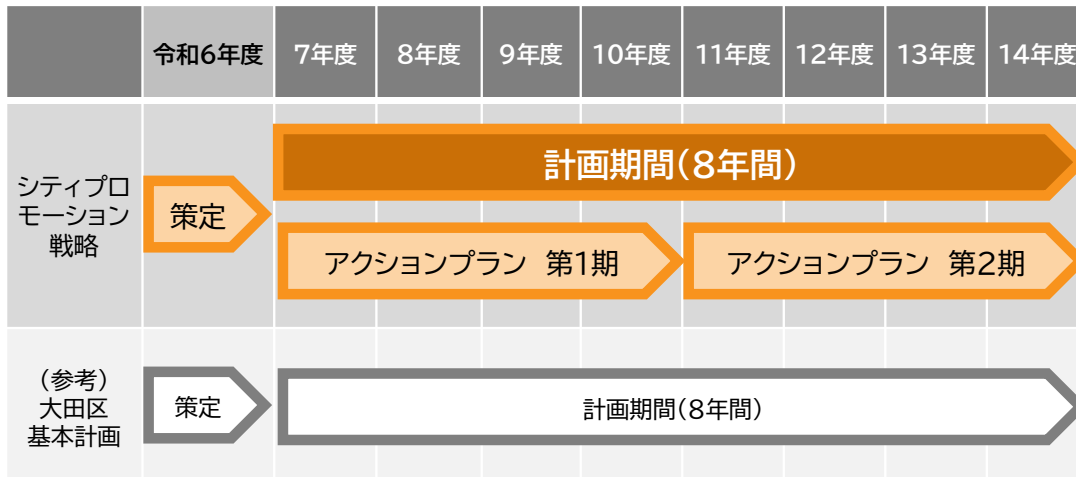 令和6年度 7年度 8年度 9年度 10年度 11年度 12年度 13年度 14年度
シティプロ
モーション
戦略
策定
計画期間(8年間)
アクションプラン 第1期
アクションプラン 第2期
(参考)
大田区
基本計画
策定
計画期間(8年間)